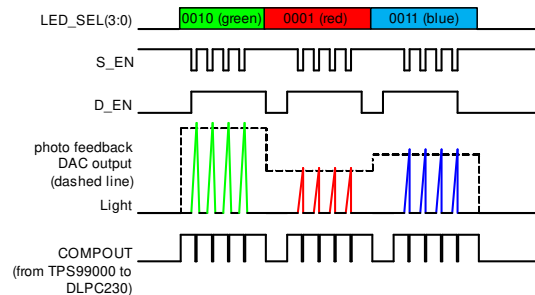 LED_SEL(3:0)
0010 (green)
0001 (red)
0011 (blue)
S_EN
D_EN
photo feedback
DAC output
(dashed line)
Light
COMPOUT
(from TPS99000 to
DLPC230)